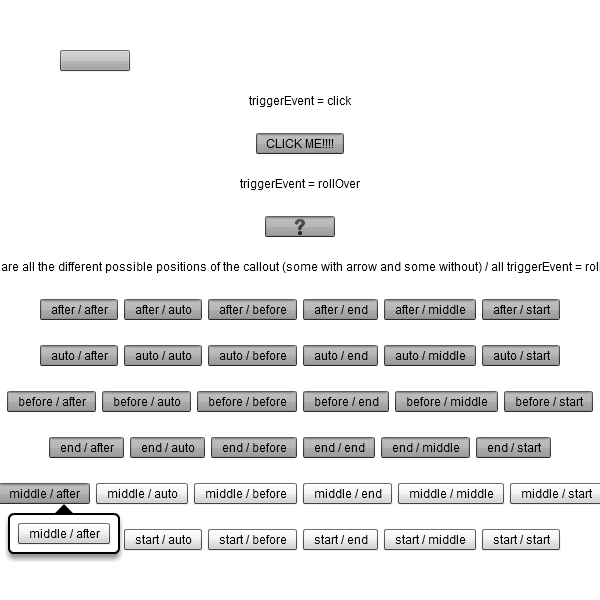 triggerEvent = click
CLICK ME!!!!
triggerEvent = rollOver
?
are all the different possible positions of the callout (some with arrow and some without) / all triggerEvent = rol
after / after after / auto after / before after / end after / middle after / start
auto / after auto / auto auto / before auto / end auto / middle auto / start
before / after before / auto before / before before / end before / middle before / start
end / after end / auto end / before end / end end / middle end / start
middle / after middle / auto middle / before middle / end middle / middle middle / start
middle / after
start / auto start / before start / end start / middle start / start